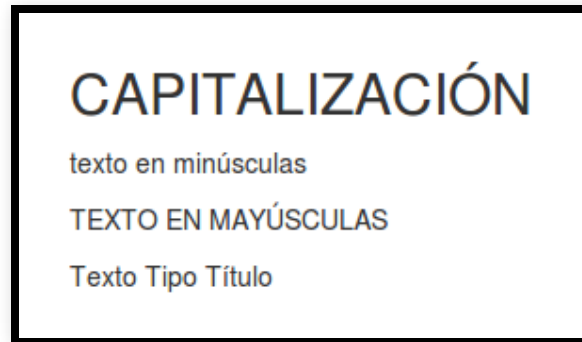 CAPITALIZACIÓN
texto en minúsculas
TEXTO EN MAYÚSCULAS
Texto Tipo Título